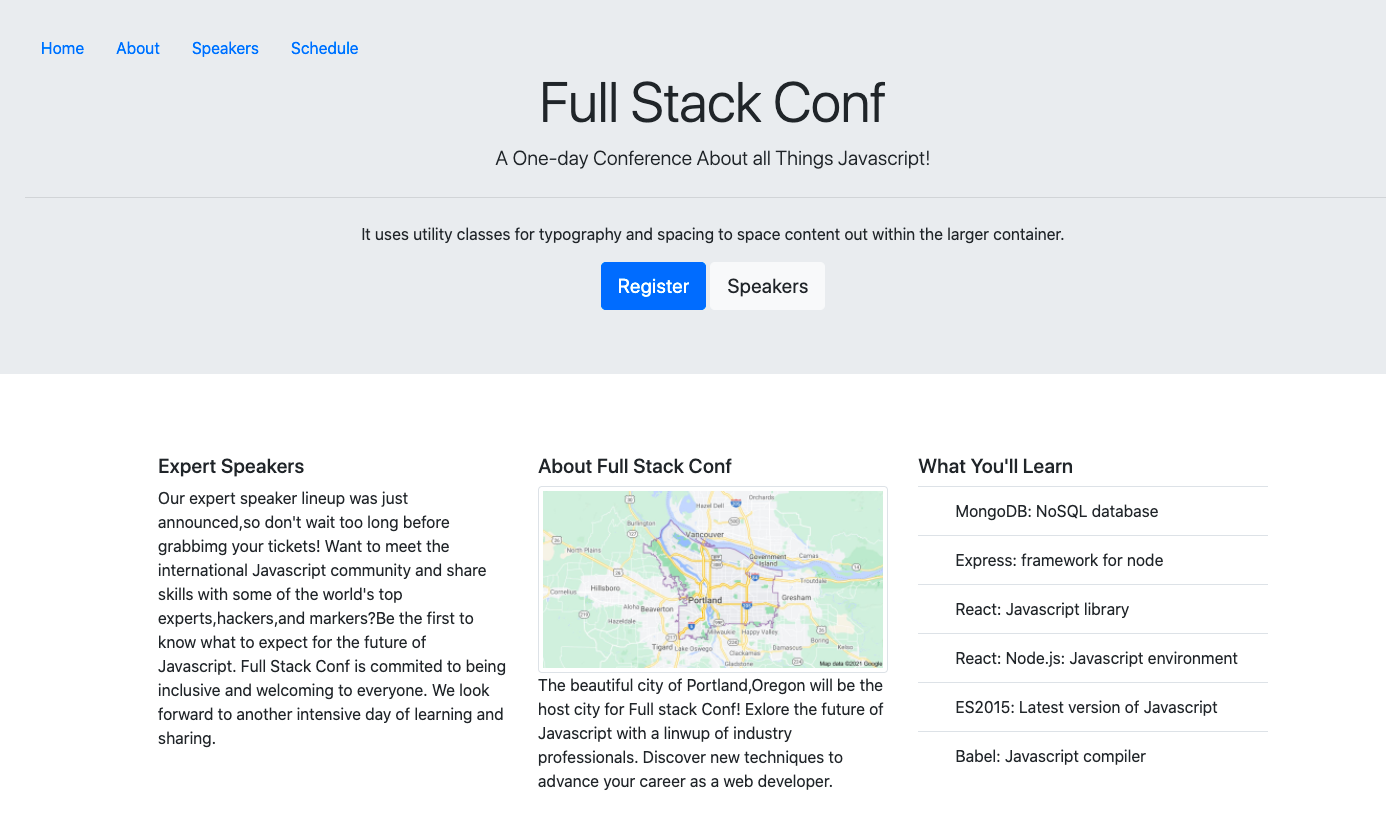 Home About Speakers Schedule
Full Stack Conf
A One-day Conference About all Things Javascript!
It uses utility classes for typography and spacing to space content out within the larger container.
Register Speakers
Expert Speakers
Our expert speaker lineup was just
announced,so don't wait too long before
grabbimg your tickets! Want to meet the
international Javascript community and share
skills with some of the world's top
experts,hackers,and markers?Be the first to
know what to expect for the future of
Javascript. Full Stack Conf is commited to being
inclusive and welcoming to everyone. We look
forward to another intensive day of learning and
sharing.
About Full Stack Conf
Orchards
Hazel Dell
Burlington
Vancouver
North Plains
Government
Island
Camas
Troutdale
Hillsboro
Cornelius
Portland
Gresham
Aloha
Beaverton
Hazeldale
Milwaukie
Happy Valley
Boring
Sandy
Tigard
Lake Oswego
Clackamas
Damascus
Kelso
Gladstone
Map data ©2021 Google
The beautiful city of Portland,Oregon will be the
host city for Full stack Conf! Exlore the future of
Javascript with a linwup of industry
professionals. Discover new techniques to
advance your career as a web developer.
What You'll Learn
MongoDB: NoSQL database
Express: framework for node
React: Javascript library
React: Node.js: Javascript environment
ES2015: Latest version of Javascript
Babel: Javascript compiler